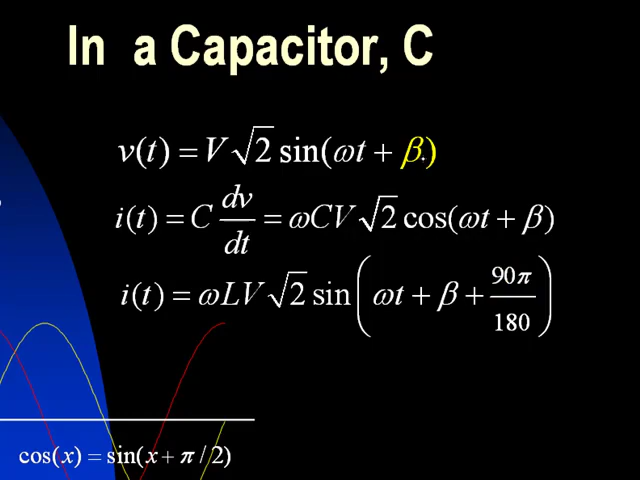 In a Capacitor, C
v(t) = V√2 sin(ωt + β)
i(t) = C dv/dt = ωCV√2 cos(ωt + β)
i(t) = ωLV√2 sin(ωt + β + 90π/180)
cos(x) = sin(x + π / 2)